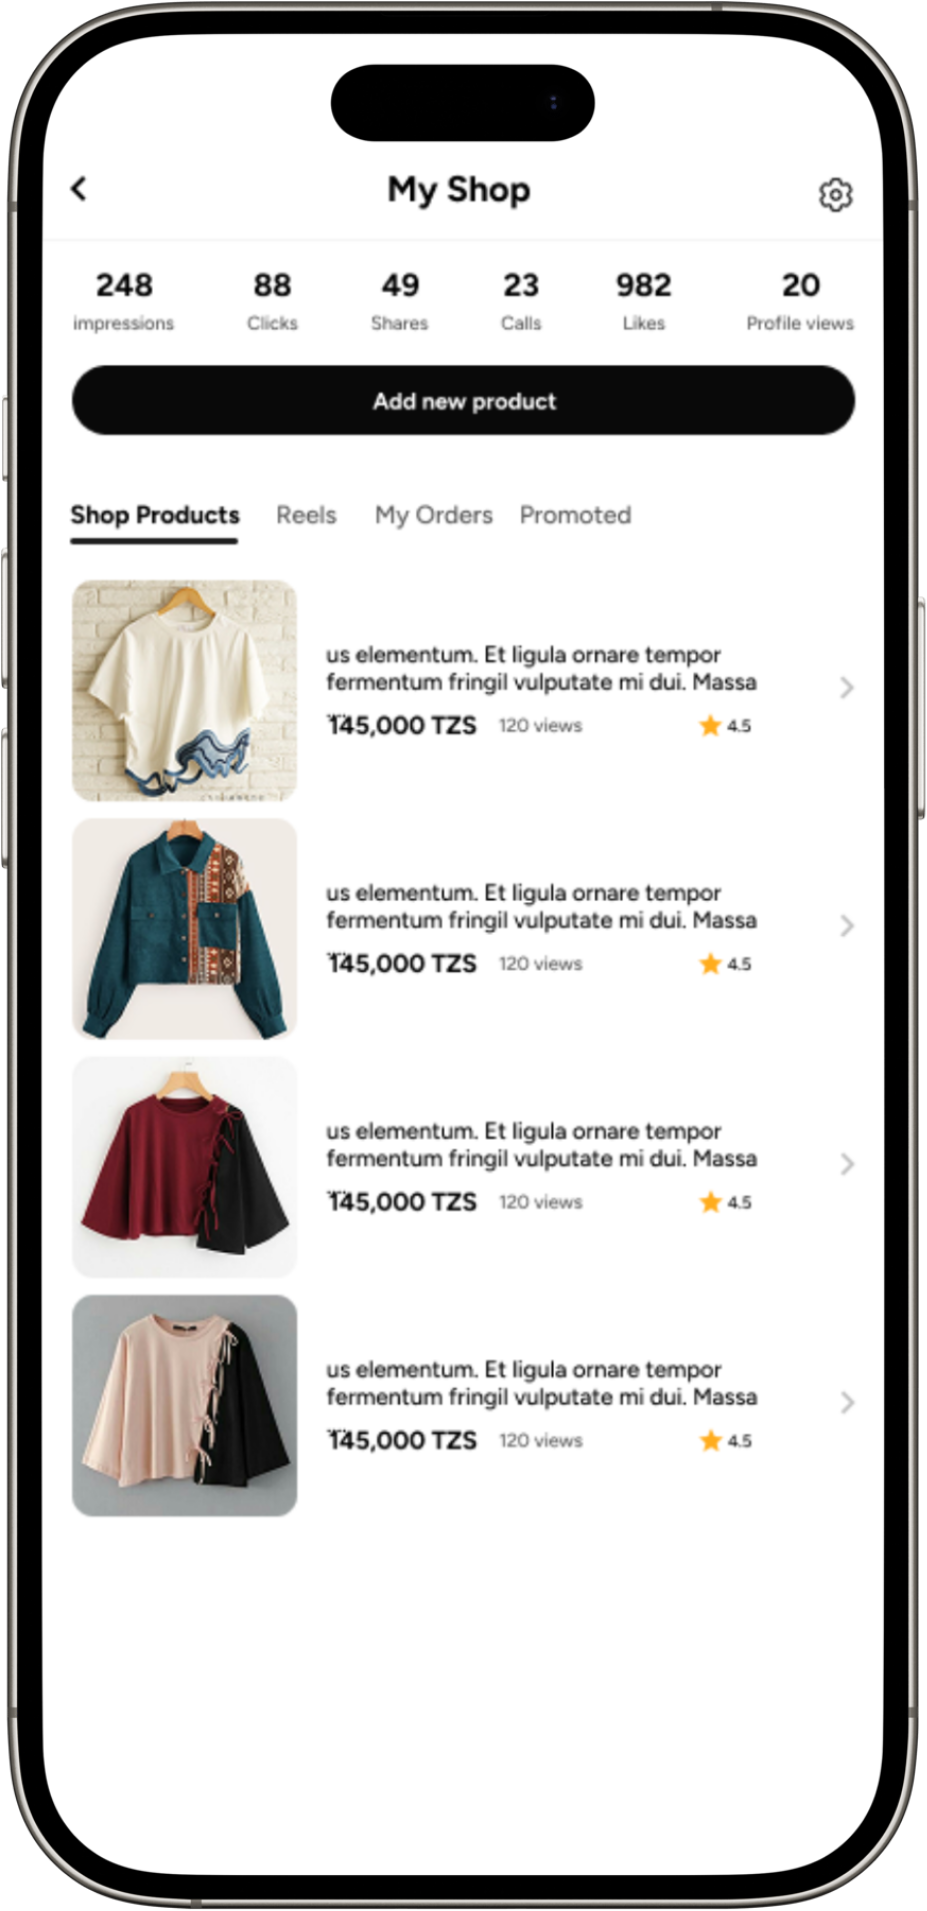 My Shop
248 88 49 23 982 20
impressions Clicks Shares Calls Likes Profile views
Add new product
Shop Products Reels My Orders Promoted
us elementum. Et ligula ornare tempor
fermentum fringil vulputate mi dui. Massa
145,000 TZS 120 views 4.5
us elementum. Et ligula ornare tempor
fermentum fringil vulputate mi dui. Massa
145,000 TZS 120 views 4.5
us elementum. Et ligula ornare tempor
fermentum fringil vulputate mi dui. Massa
145,000 TZS 120 views 4.5
us elementum. Et ligula ornare tempor
fermentum fringil vulputate mi dui. Massa
145,000 TZS 120 views 4.5